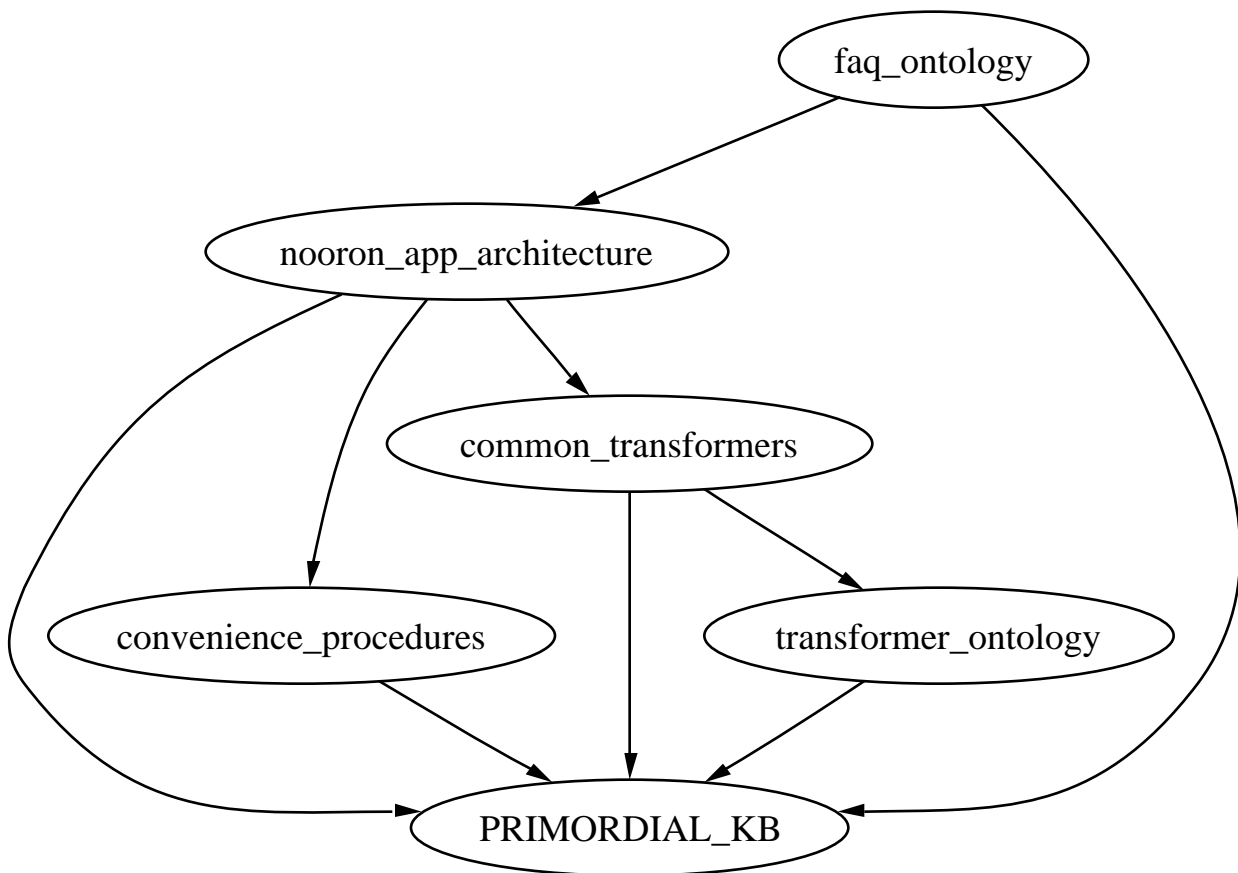 faq_ontology
nooron_app_architecture
common_transformers
convenience_procedures
transformer_ontology
PRIMORDIAL_KB